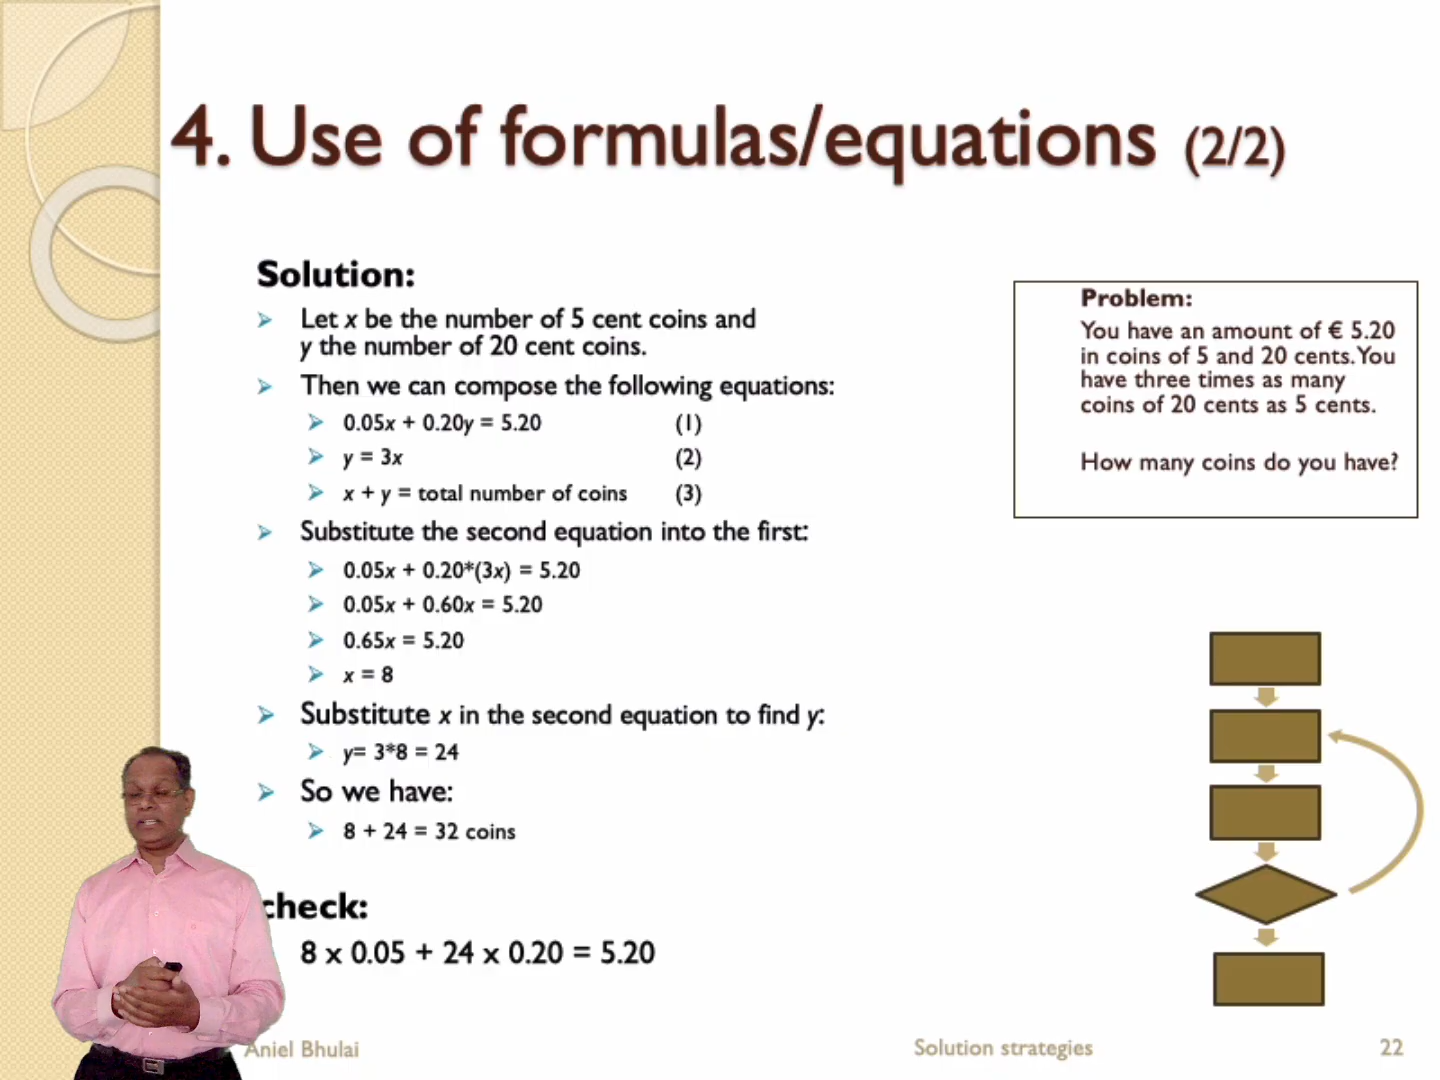 4. Use of formulas/equations (2/2)
Solution:
Let x be the number of 5 cent coins and
y the number of 20 cent coins.
Then we can compose the following equations:
0.05x + 0.20y = 5.20 (1)
y = 3x (2)
x + y = total number of coins (3)
Substitute the second equation into the first:
0.05x + 0.20*(3x) = 5.20
0.05x + 0.60x = 5.20
0.65x = 5.20
x = 8
Substitute x in the second equation to find y:
y= 3*8 = 24
So we have:
8 + 24 = 32 coins
check:
8 x 0.05 + 24 x 0.20 = 5.20
Problem:
You have an amount of € 5.20
in coins of 5 and 20 cents. You
have three times as many
coins of 20 cents as 5 cents.
How many coins do you have?
Aniel Bhulai
Solution strategies
22